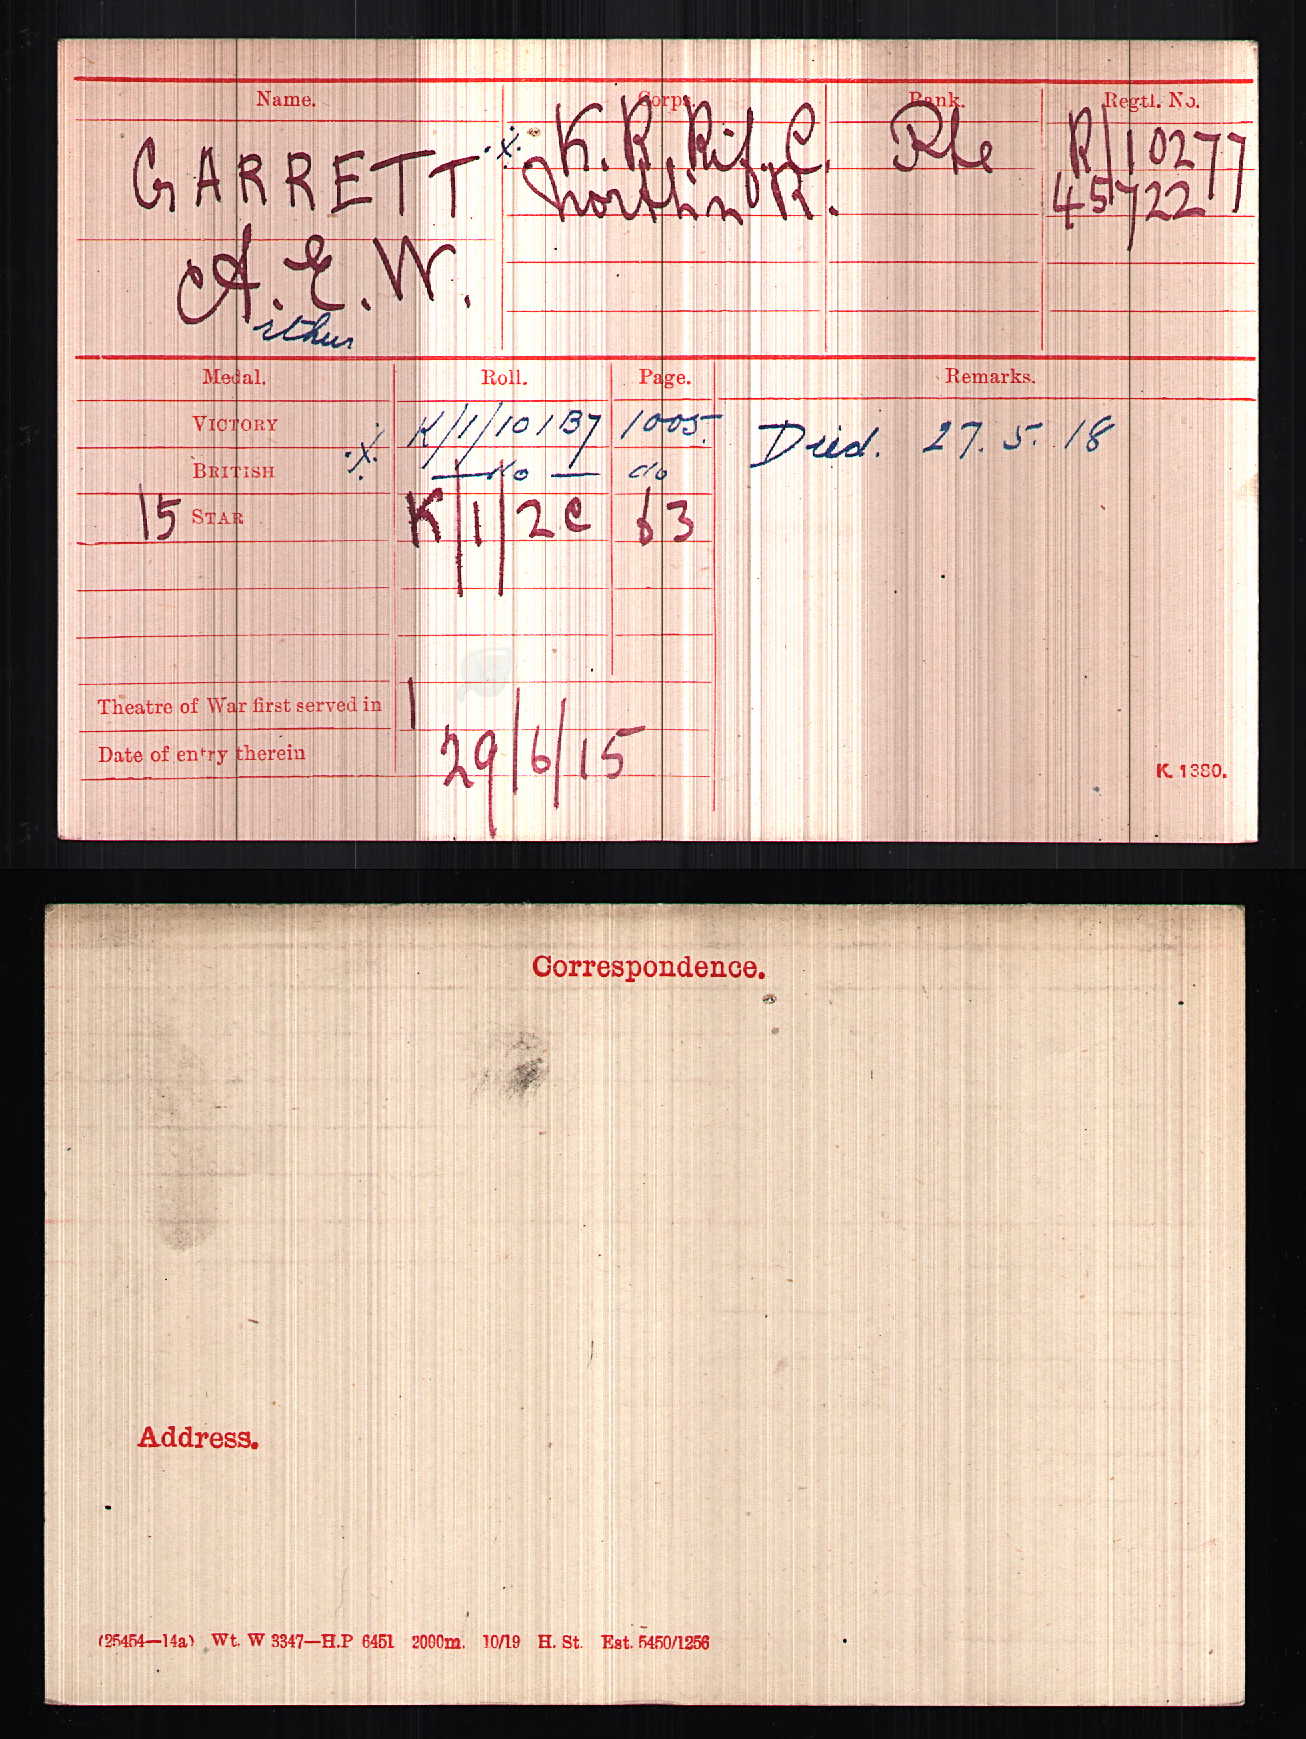 Name. Corps. Rank. Regtl. No.
GARRETT ·X· K. R. Rif. C. Rfe R/10277
North'n R. 45722
A. E. W.
rthur
Medal. Roll. Page. Remarks.
VICTORY K/1/101B7 1005. Died. 27. 5. 18
·X· BRITISH do do
15 STAR K/1/2C 63
Theatre of War first served in 1
Date of entry therein 29/6/15
K. 1380.
Correspondence.
Address.
(25454—14a) Wt. W 3347—H.P 6451 2000m. 10/19 H. St. Est. 5450/1256